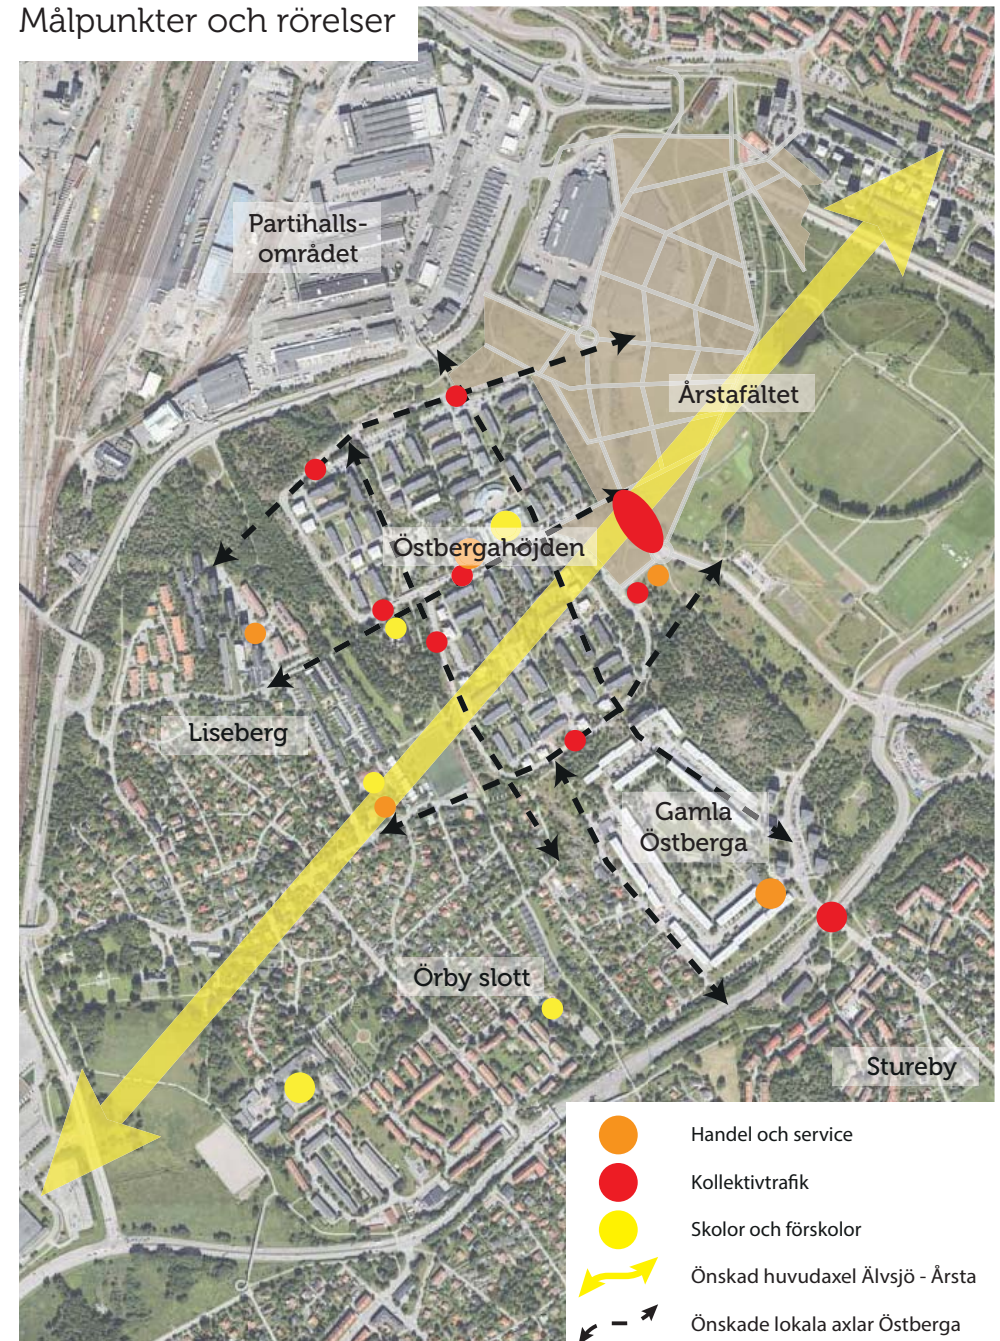 Målpunkter och rörelser
Partihalls-
området
Årstafältet
Östbergahöjden
Liseberg
Gamla
Östberga
Örby slott
Stureby
Handel och service
Kollektivtrafik
Skolor och förskolor
Önskad huvudaxel Älvsjö - Årsta
Önskade lokala axlar Östberga